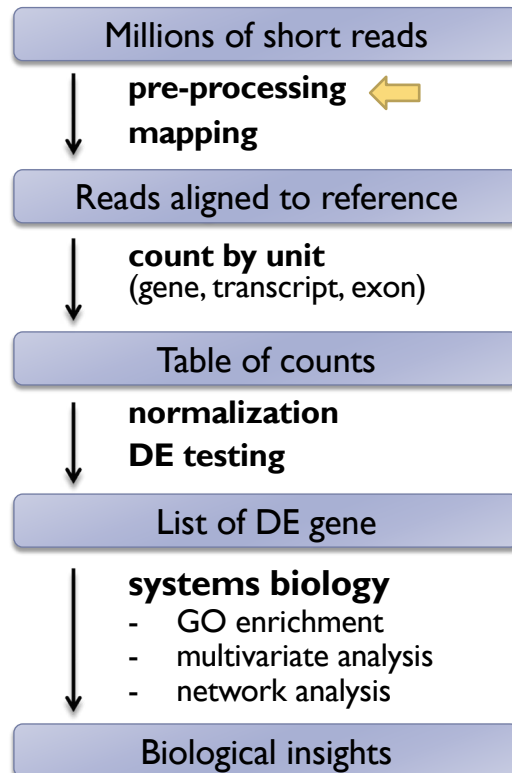 Millions of short reads
pre-processing
mapping
Reads aligned to reference
count by unit
(gene, transcript, exon)
Table of counts
normalization
DE testing
List of DE gene
systems biology
- GO enrichment
- multivariate analysis
- network analysis
Biological insights